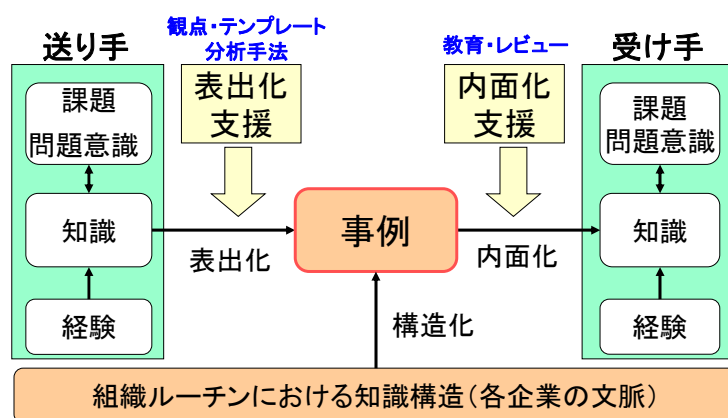 送り手
観点・テンプレート
分析手法
教育・レビュー
受け手
課題
問題意識
知識
経験
表出化
支援
内面化
支援
表出化
事例
内面化
構造化
課題
問題意識
知識
経験
組織ルーチンにおける知識構造(各企業の文脈)